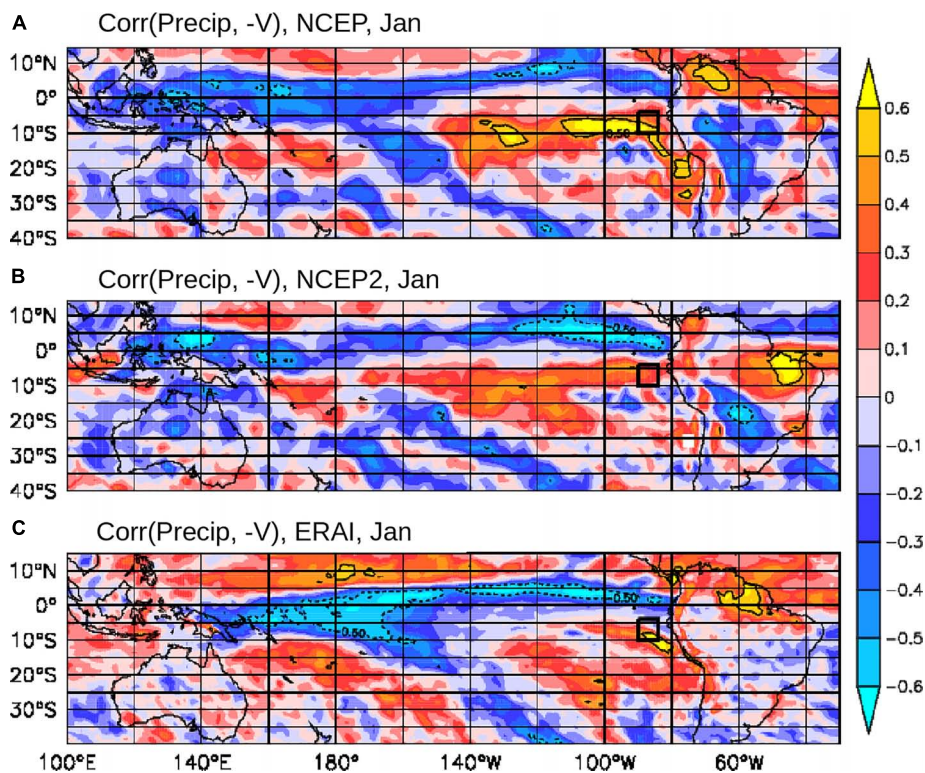 A
Corr(Precip, -V), NCEP, Jan
10°N
0°
10°S
20°S
30°S
40°S
0.50
B
Corr(Precip, -V), NCEP2, Jan
10°N
0°
10°S
20°S
30°S
40°S
0.50
C
Corr(Precip, -V), ERAI, Jan
10°N
0°
10°S
20°S
30°S
0.50
0.50
100°E 140°E 180° 140°W 100°W 60°W
0.6
0.5
0.4
0.3
0.2
0.1
0
−0.1
−0.2
−0.3
−0.4
−0.5
−0.6